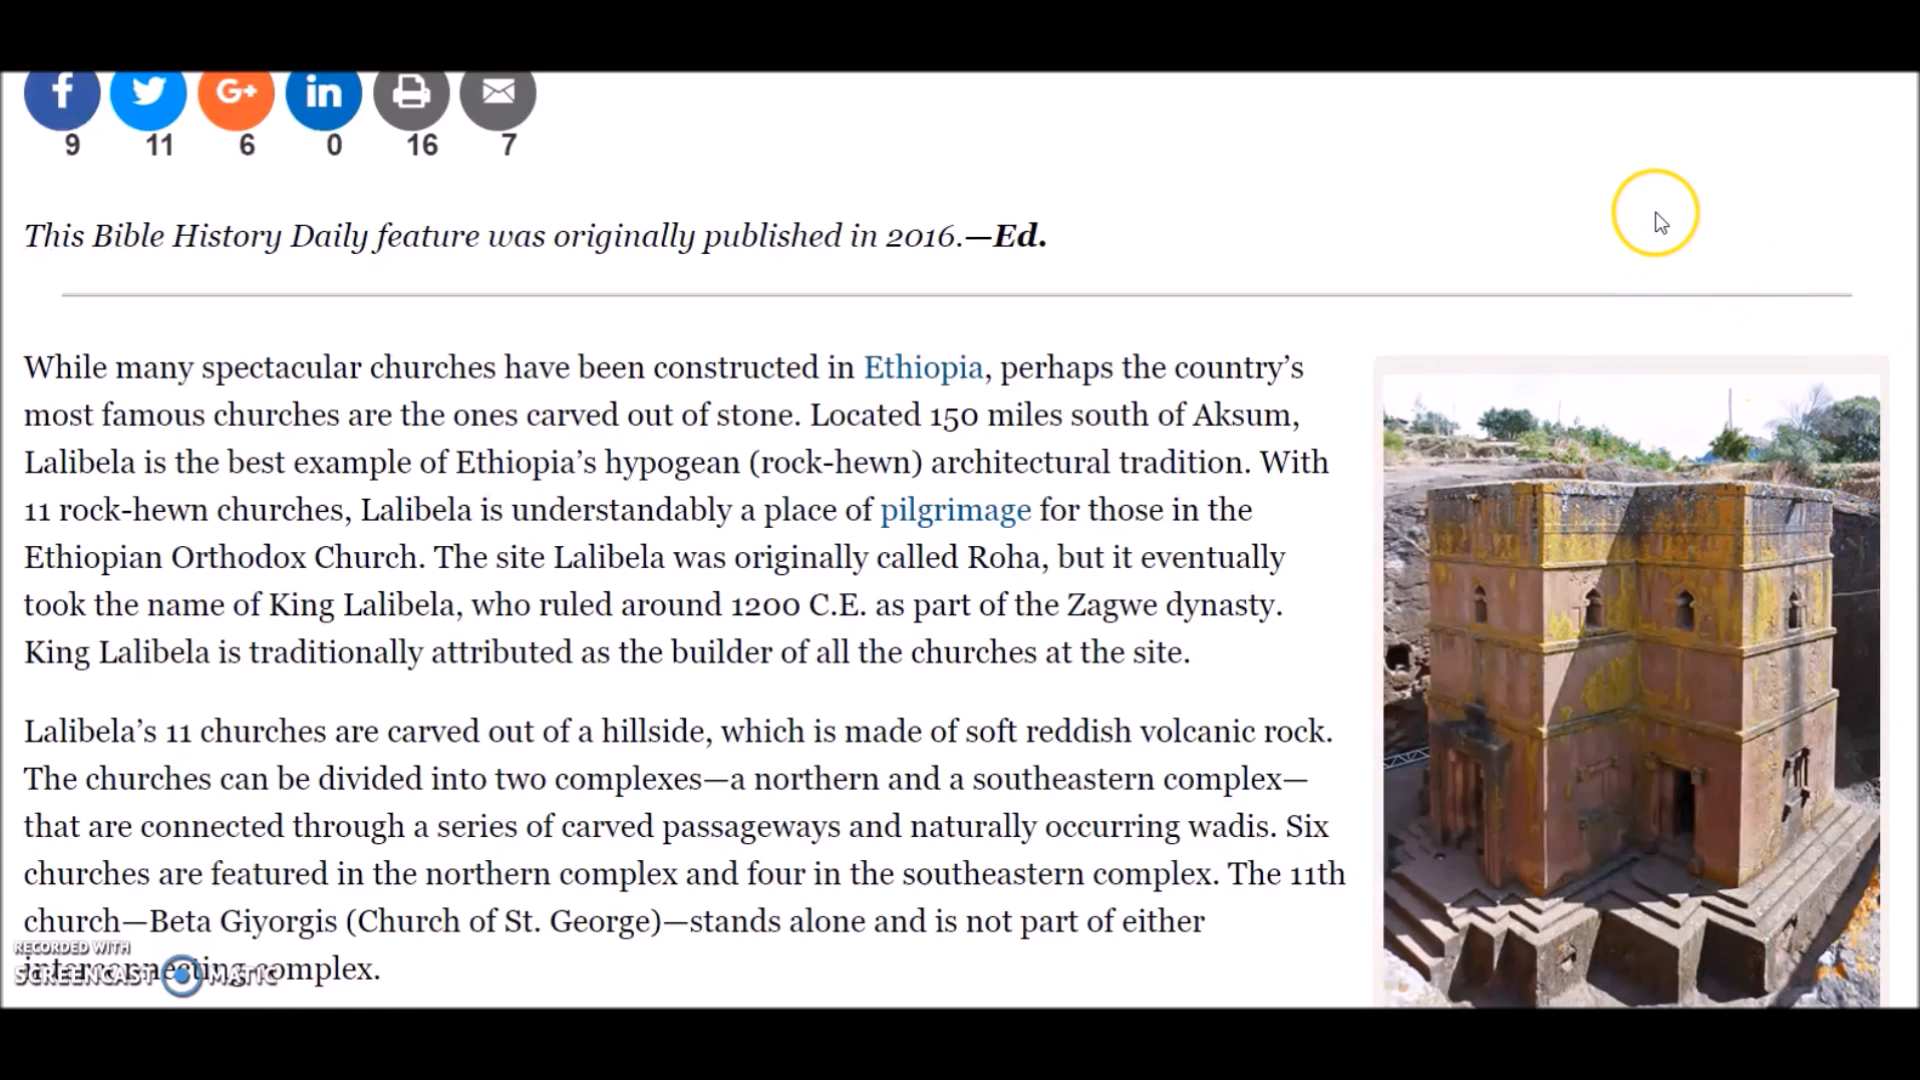 f
G+
in
9 11 6 0 16 7
This Bible History Daily feature was originally published in 2016.—Ed.
While many spectacular churches have been constructed in Ethiopia, perhaps the country’s
most famous churches are the ones carved out of stone. Located 150 miles south of Aksum,
Lalibela is the best example of Ethiopia’s hypogean (rock-hewn) architectural tradition. With
11 rock-hewn churches, Lalibela is understandably a place of pilgrimage for those in the
Ethiopian Orthodox Church. The site Lalibela was originally called Roha, but it eventually
took the name of King Lalibela, who ruled around 1200 C.E. as part of the Zagwe dynasty.
King Lalibela is traditionally attributed as the builder of all the churches at the site.
Lalibela’s 11 churches are carved out of a hillside, which is made of soft reddish volcanic rock.
The churches can be divided into two complexes—a northern and a southeastern complex—
that are connected through a series of carved passageways and naturally occurring wadis. Six
churches are featured in the northern complex and four in the southeastern complex. The 11th
church—Beta Giyorgis (Church of St. George)—stands alone and is not part of either
interconnecting complex.
RECORDED WITH
SCREENCAST MATIC